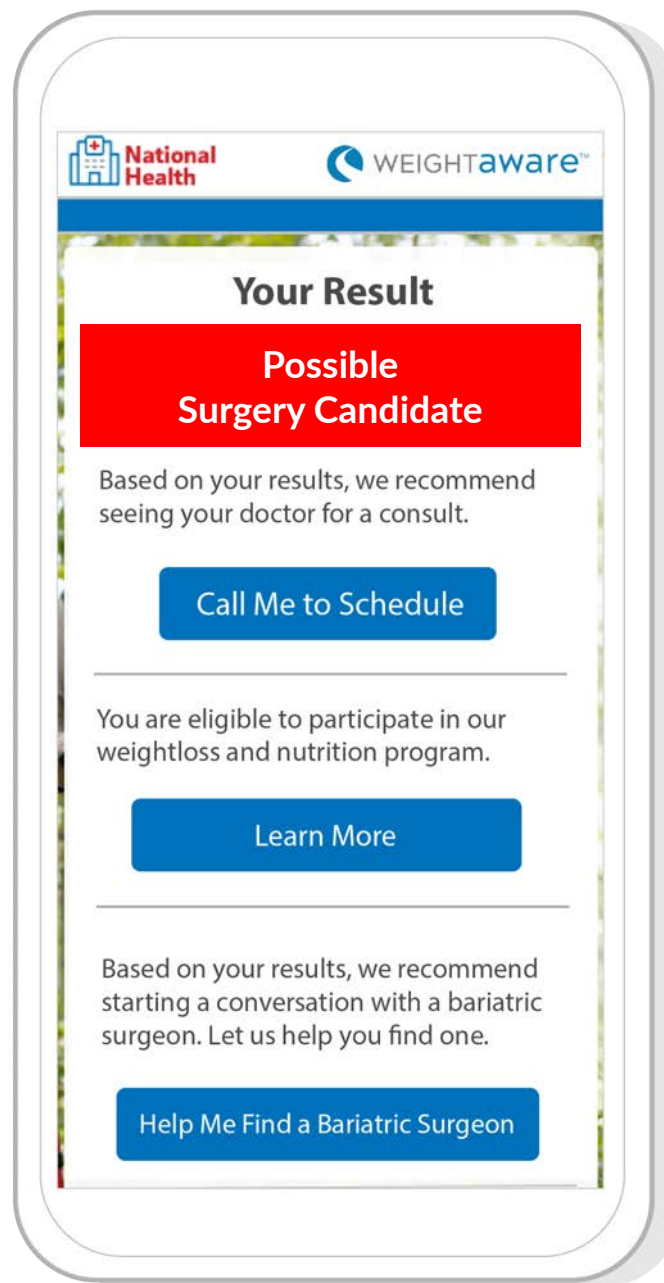 National
Health
WEIGHTaware™
Your Result
Possible
Surgery Candidate
Based on your results, we recommend
seeing your doctor for a consult.
Call Me to Schedule
You are eligible to participate in our
weightloss and nutrition program.
Learn More
Based on your results, we recommend
starting a conversation with a bariatric
surgeon. Let us help you find one.
Help Me Find a Bariatric Surgeon